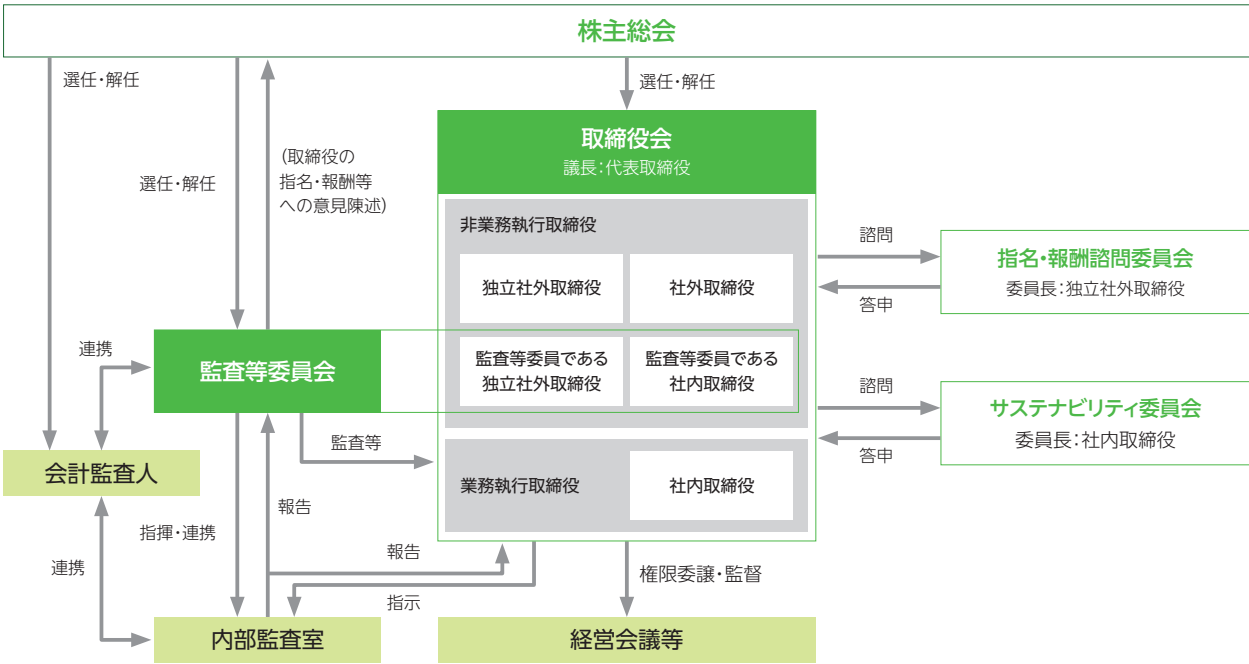 株主総会
選任・解任
選任・解任
(取締役の
指名・報酬等
への意見陳述)
選任・解任
取締役会
議長：代表取締役
非業務執行取締役
独立社外取締役
社外取締役
監査等委員である
独立社外取締役
監査等委員である
社内取締役
業務執行取締役
社内取締役
諮問
答申
指名・報酬諮問委員会
委員長：独立社外取締役
諮問
答申
サステナビリティ委員会
委員長：社内取締役
連携
監査等委員会
監査等
会計監査人
連携
指揮・連携
報告
報告
指示
権限委譲・監督
内部監査室
経営会議等